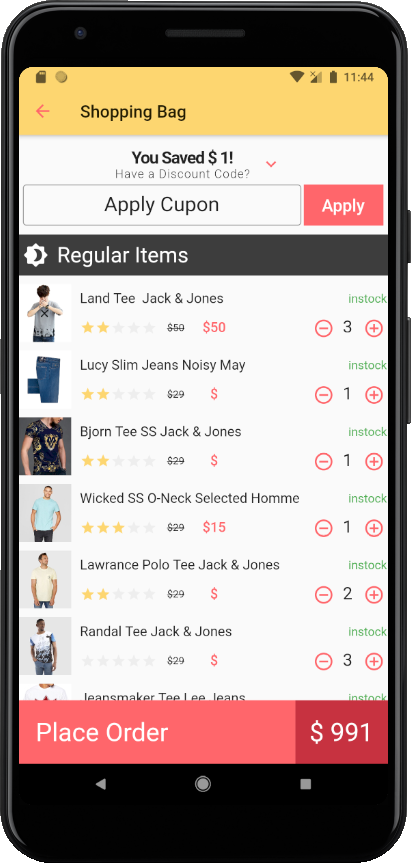 11:44
Shopping Bag
You Saved $ 1!
Have a Discount Code?
Apply Cupon Apply
Regular Items
Land Tee Jack & Jones instock
$50 $50 3
Lucy Slim Jeans Noisy May instock
$29 $ 1
Bjorn Tee SS Jack & Jones instock
$29 $ 1
Wicked SS O-Neck Selected Homme instock
$29 $15 1
Lawrance Polo Tee Jack & Jones instock
$29 $ 2
Randal Tee Jack & Jones instock
$29 $ 3
Jeansmaker Tee Lee Jeans instock
Place Order $ 991